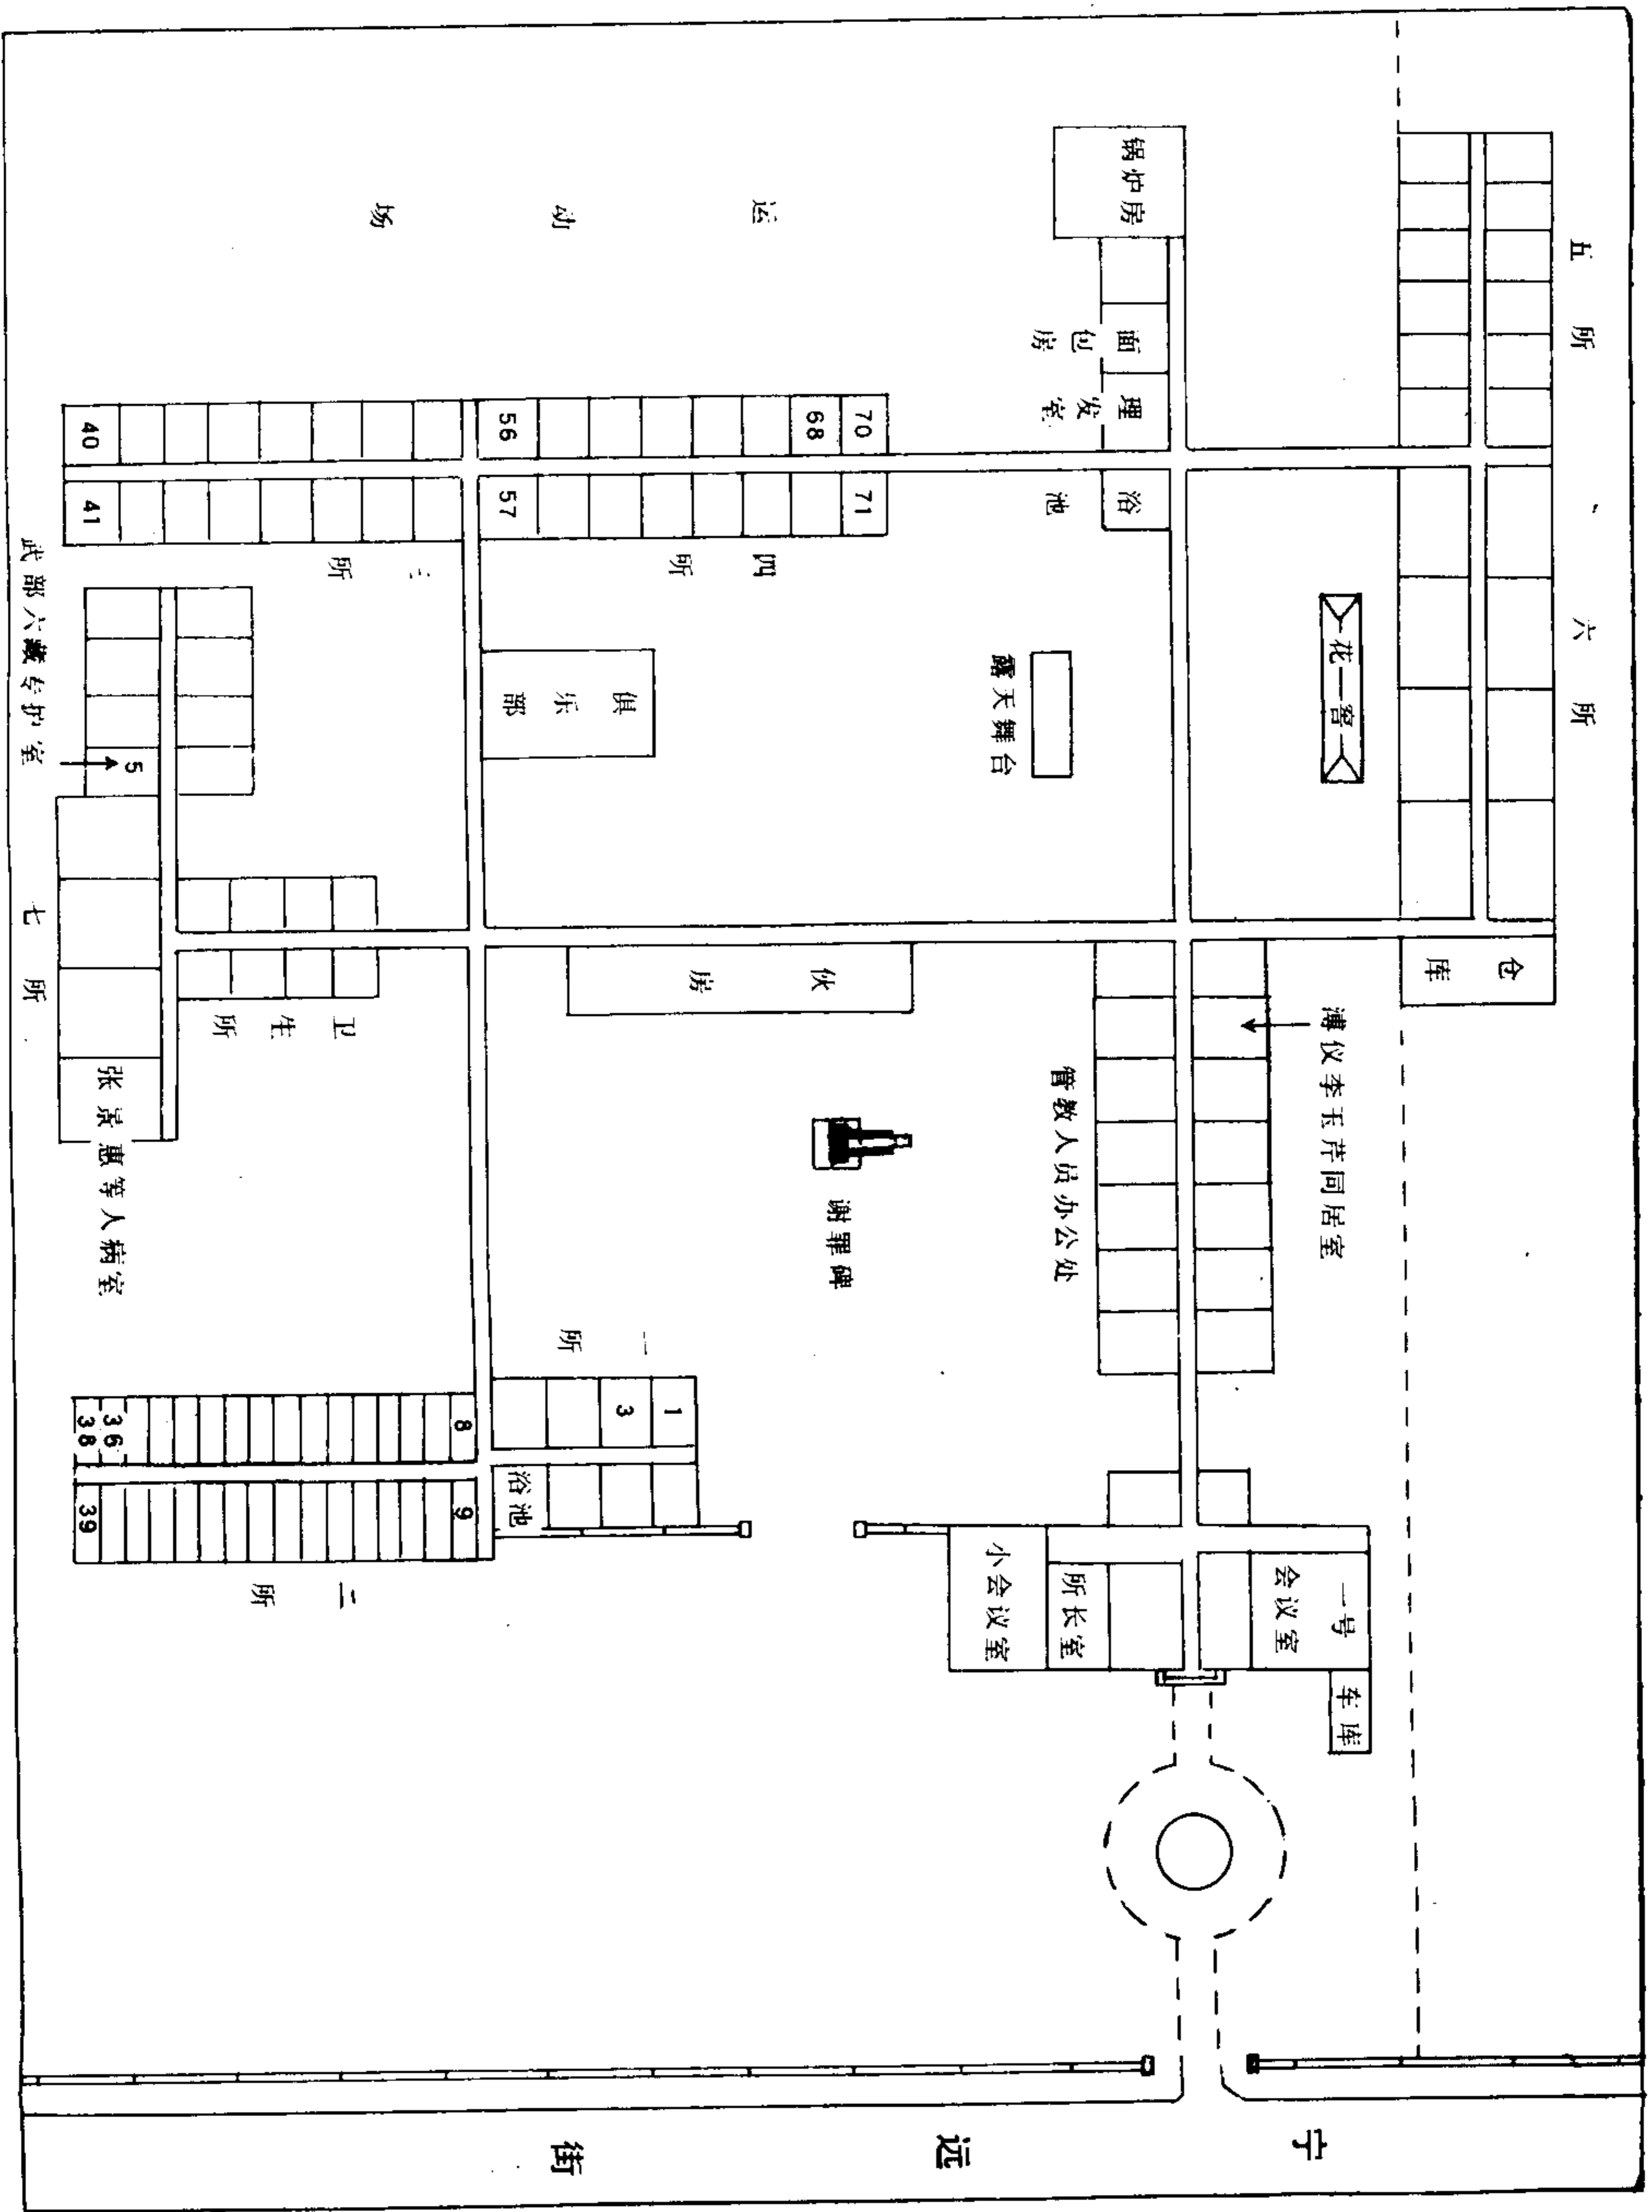 五所、六所
锅炉房
面包房
理发室
浴池
运动场
花窖
露天舞台
仓库
溥仪李玉芹同居室
管教人员办公处
70
68
56
40
71
57
41
四所
三所
俱乐部
伙房
武部六藏专护室
5
七所
卫生所
张景惠等人病室
谢罪碑
一所
1
3
浴池
8
36
38
9
39
二所
一号会议室
车库
所长室
小会议室
宁远街